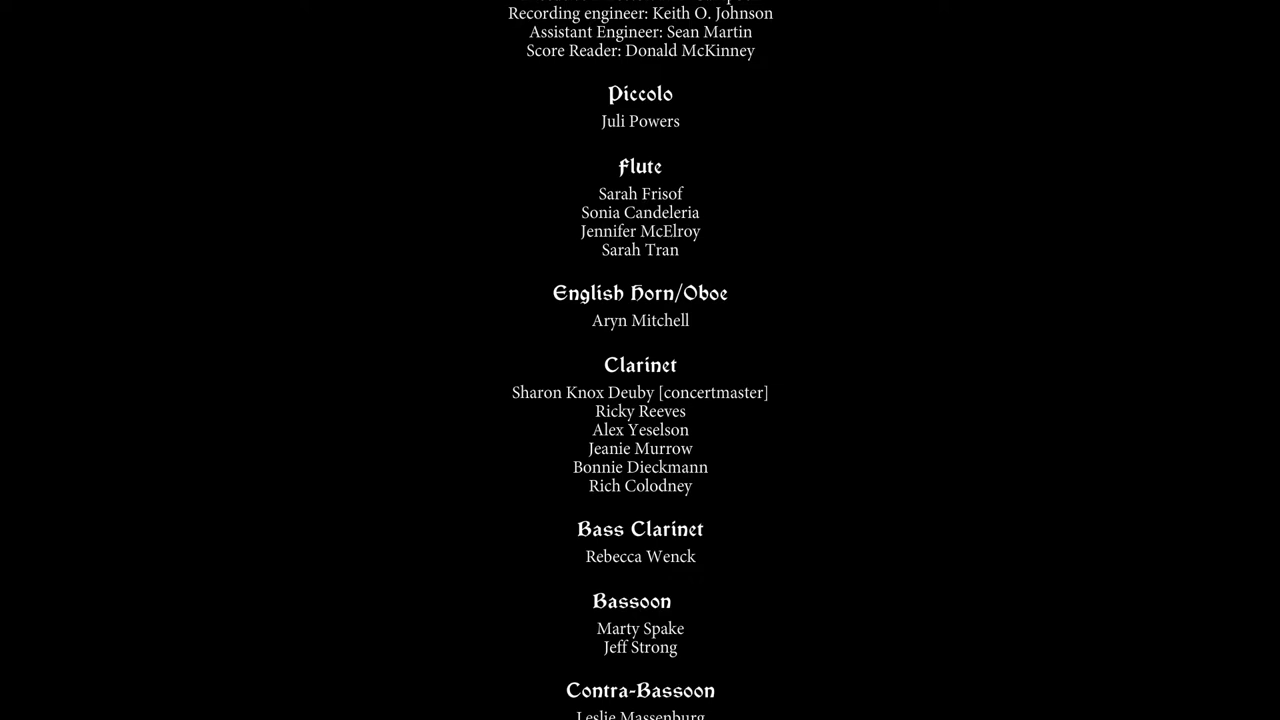 Recording engineer: Keith O. Johnson
Assistant Engineer: Sean Martin
Score Reader: Donald McKinney
Piccolo
Juli Powers
Flute
Sarah Frisof
Sonia Candeleria
Jennifer McElroy
Sarah Tran
English Horn/Oboe
Aryn Mitchell
Clarinet
Sharon Knox Deuby [concertmaster]
Ricky Reeves
Alex Yeselson
Jeanie Murrow
Bonnie Dieckmann
Rich Colodney
Bass Clarinet
Rebecca Wenck
Bassoon
Marty Spake
Jeff Strong
Contra-Bassoon
Leslie Massenburg